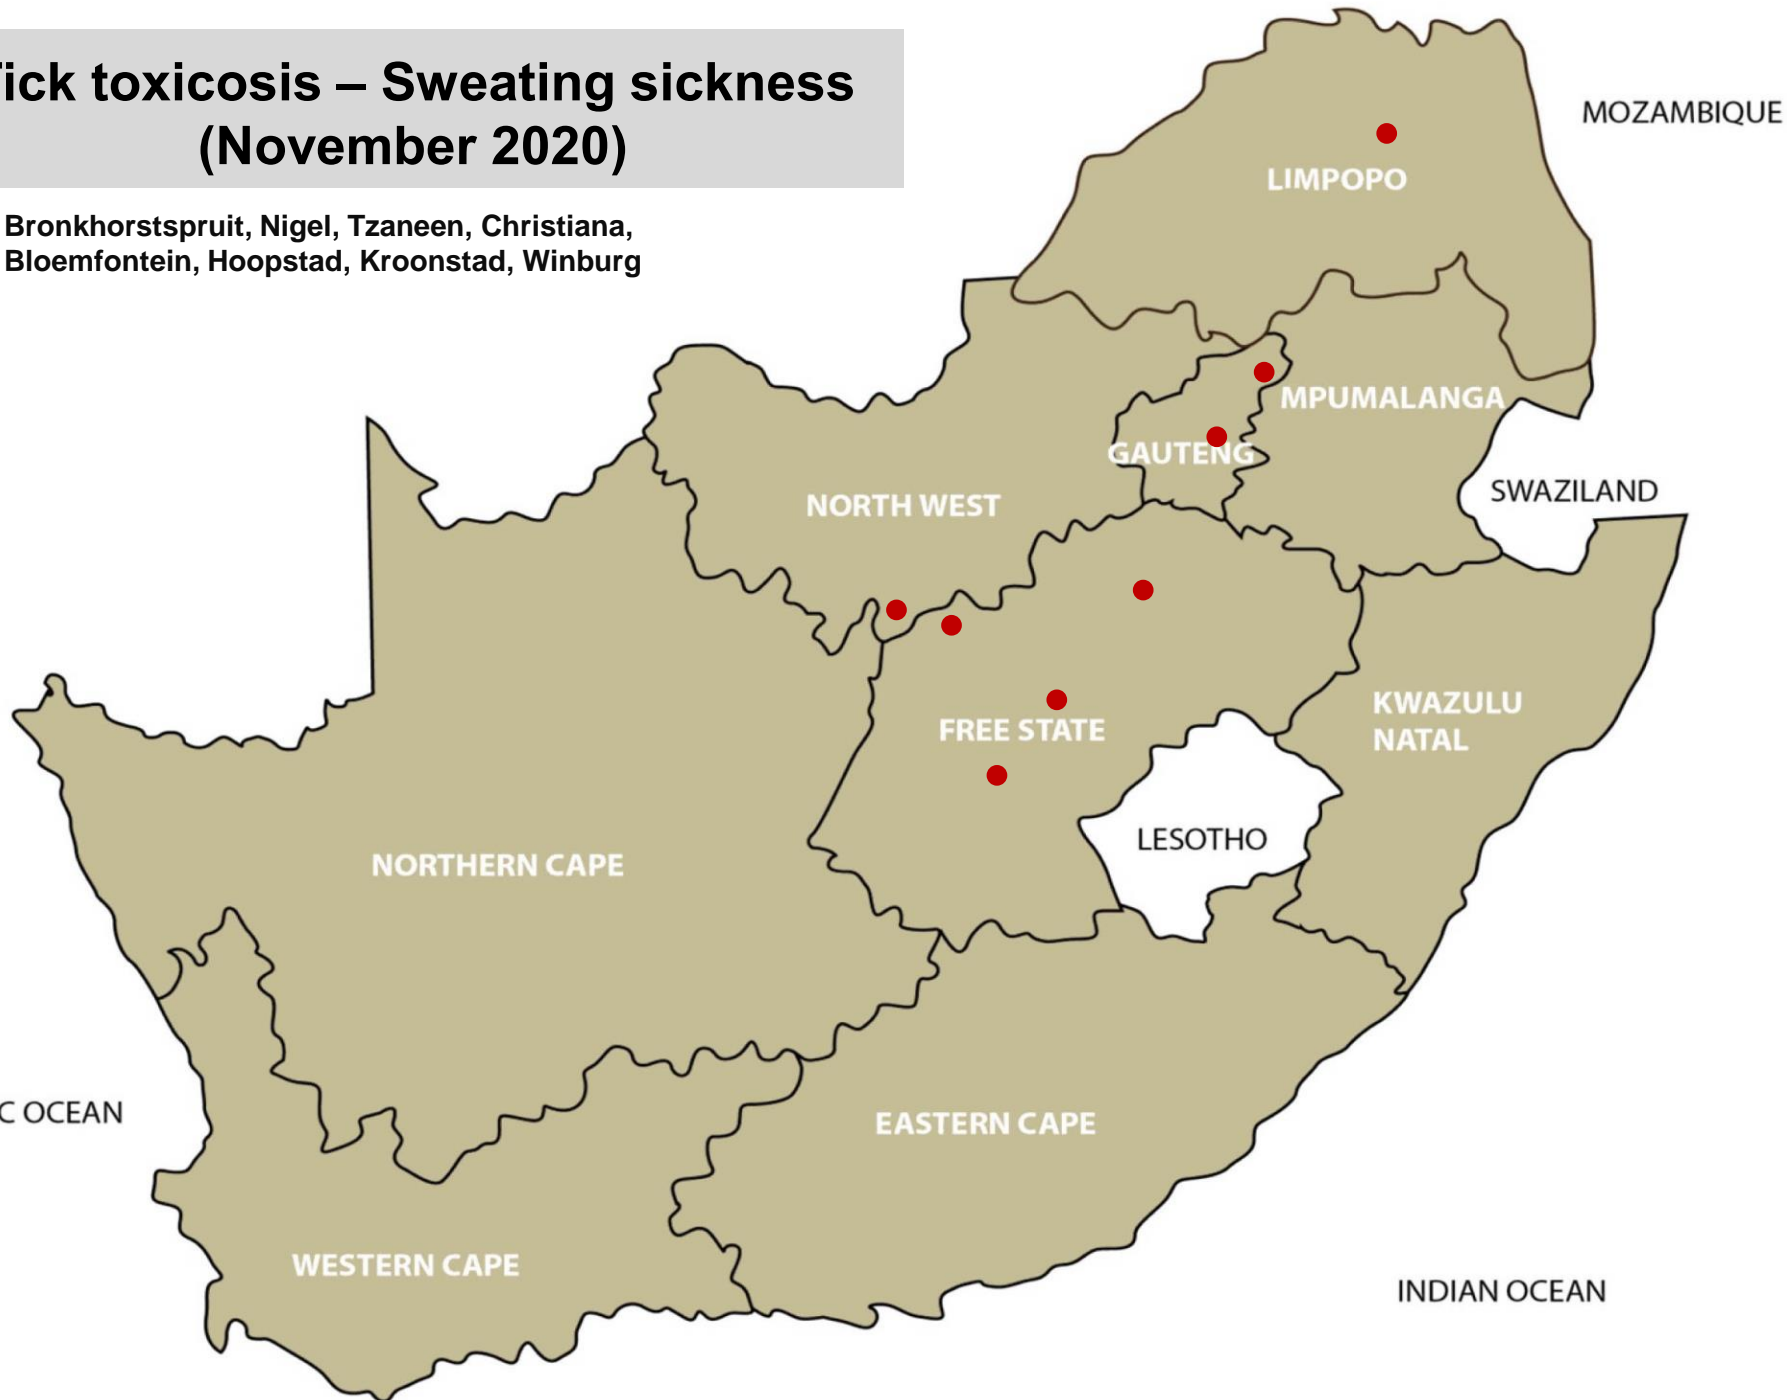 ick toxicosis – Sweating sickness
(November 2020)
Bronkhorstspruit, Nigel, Tzaneen, Christiana,
Bloemfontein, Hoopstad, Kroonstad, Winburg
MOZAMBIQUE
LIMPOPO
MPUMALANGA
GAUTENG
SWAZILAND
NORTH WEST
KWAZULU
NATAL
FREE STATE
LESOTHO
NORTHERN CAPE
C OCEAN
EASTERN CAPE
WESTERN CAPE
INDIAN OCEAN